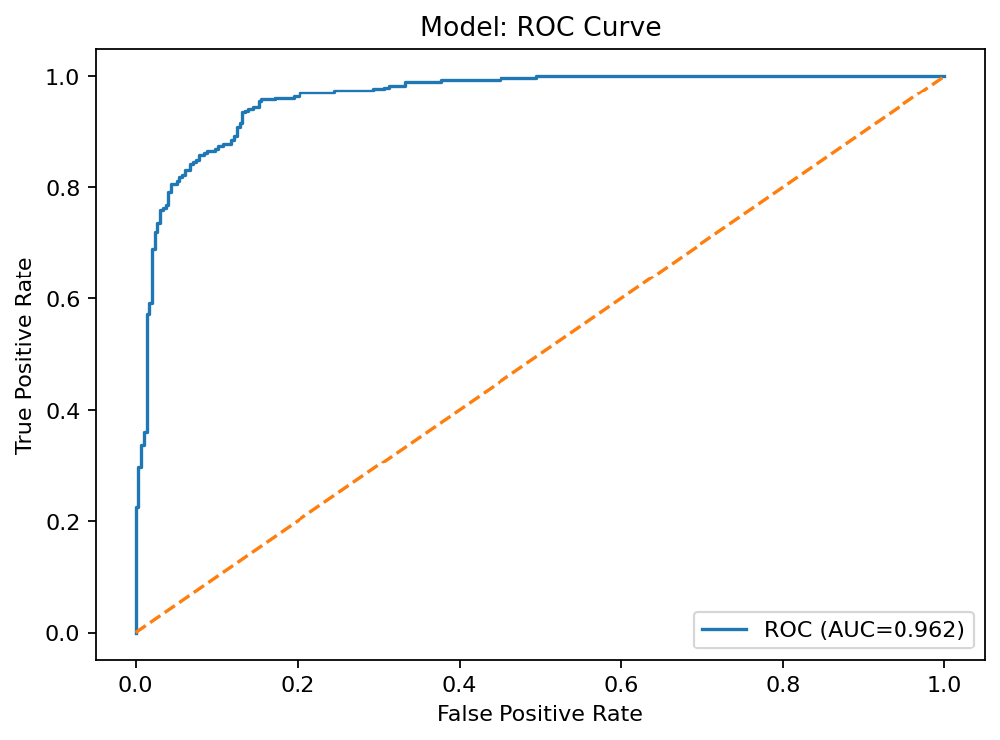 Model: ROC Curve
True Positive Rate
1.0
0.8
0.6
0.4
0.2
0.0
ROC (AUC=0.962)
0.0 0.2 0.4 0.6 0.8 1.0
False Positive Rate